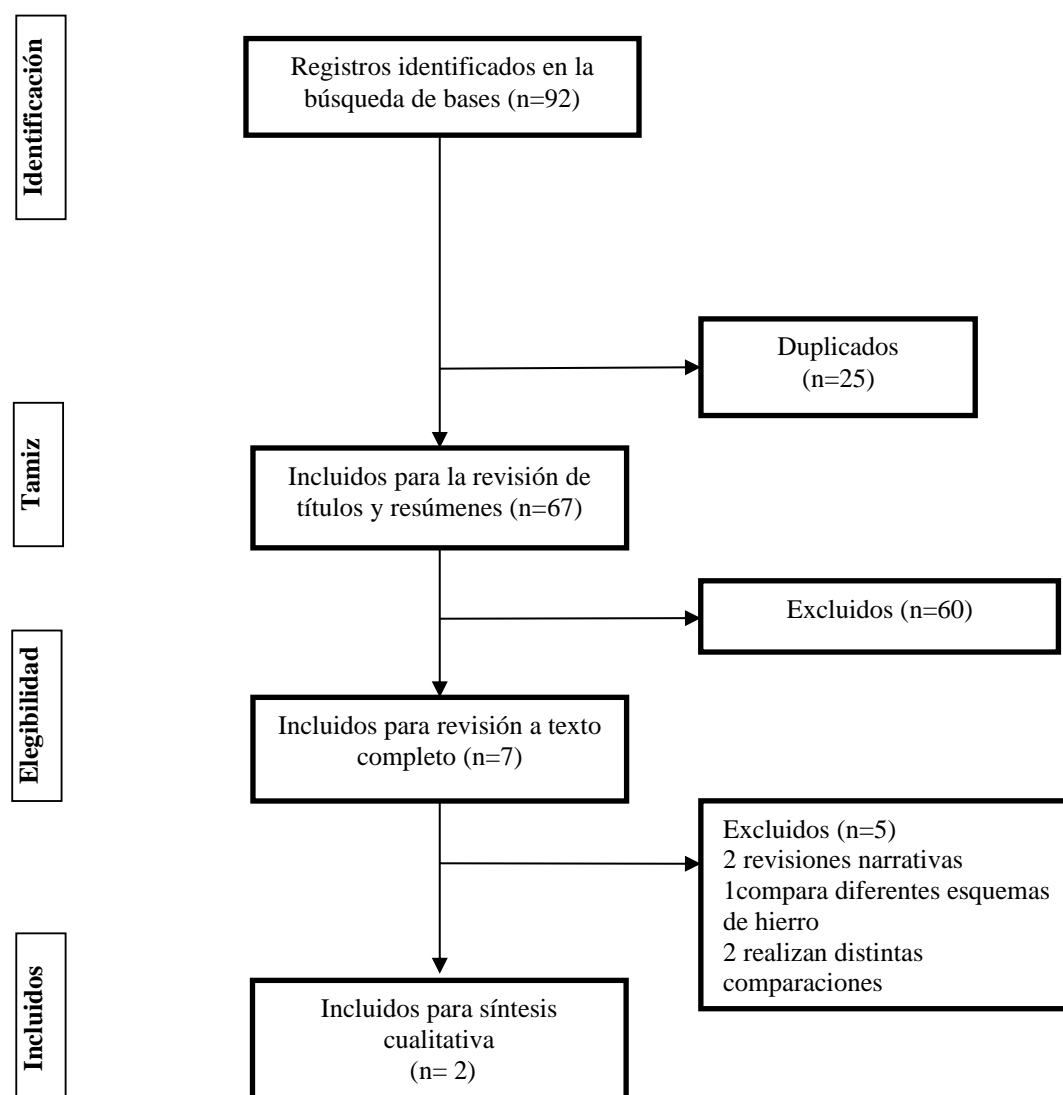 Identificación
Registros identificados en la
búsqueda de bases (n=92)
Duplicados
(n=25)
Tamiz
Incluidos para la revisión de
títulos y resúmenes (n=67)
Excluidos (n=60)
Elegibilidad
Incluidos para revisión a texto
completo (n=7)
Excluidos (n=5)
2 revisiones narrativas
1compara diferentes esquemas
de hierro
2 realizan distintas
comparaciones
Incluidos
Incluidos para síntesis
cualitativa
(n= 2)